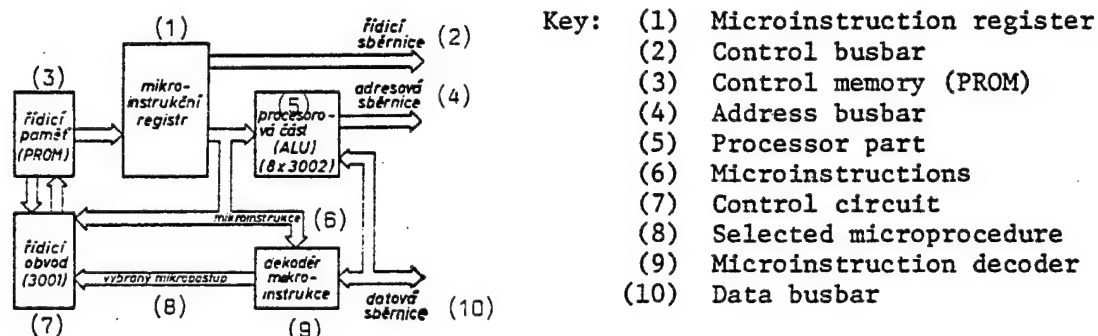 (1)
řídicí
sběrnice (2)
(3)
mikro-
instrukční
registr
řídicí
paměť
(PROM)
adresová
sběrnice (4)
(5)
procesoro-
vá část
(ALU)
(8x3002)
mikroinstrukce (6)
řídicí
obvod
(3001)
vybraný mikropostup
(8)
dekodér
makro-
instrukce
datová
sběrnice (10)
(7)
(9)
Key: (1) Microinstruction register
(2) Control busbar
(3) Control memory (PROM)
(4) Address busbar
(5) Processor part
(6) Microinstructions
(7) Control circuit
(8) Selected microprocedure
(9) Microinstruction decoder
(10) Data busbar